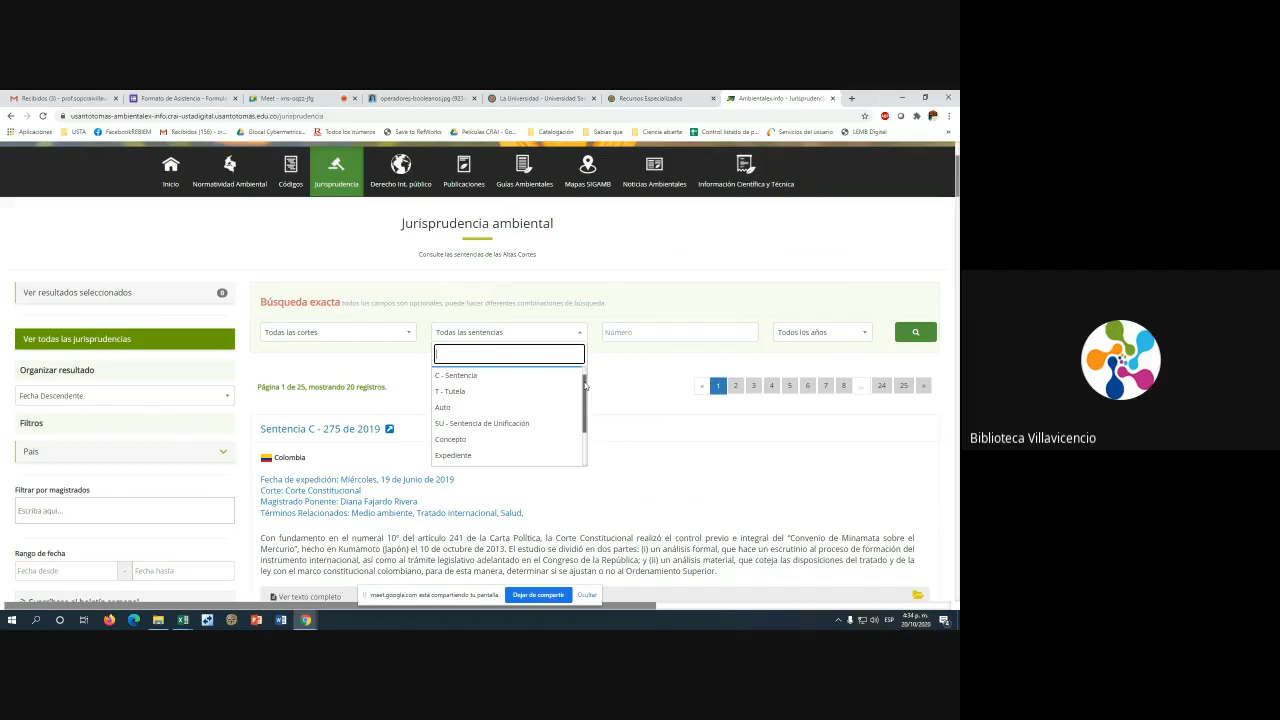 Recibidos (3) - prof.sopcraivillav
Formato de Asistencia - Formula
Meet - ims-oqzz-jfg
operadores-booleanos.jpg (923×
La Universidad - Universidad San
Recursos Especializados
Ambientalex.info - Jurisprudenci
usantotomas-ambientalex-info.crai-ustadigital.usantotomas.edu.co/jurisprudencia
Aplicaciones
USTA
FacebookREBIEM
Recibidos (156) - cr...
Glocal Cybermetrics...
Todos los números
Save to RefWorks
Películas CRAI - Go...
Catalogación
Sabias que
Ciencia abierta
Control listado de p...
Servicios del usuario
LEMB Digital
Inicio
Normatividad Ambiental
Códigos
Jurisprudencia
Derecho Int. público
Publicaciones
Guías Ambientales
Mapas SIGAMB
Noticias Ambientales
Información Científica y Técnica
Jurisprudencia ambiental
Consulte las sentencias de las Altas Cortes
Ver resultados seleccionados 0
Ver todas las jurisprudencias
Organizar resultado
Fecha Descendente
Filtros
País
Filtrar por magistrados
Escriba aqui...
Rango de fecha
Fecha desde - Fecha hasta
Búsqueda exacta todos los campos son opcionales, puede hacer diferentes combinaciones de búsqueda.
Todas las cortes
Todas las sentencias
Número
Todos los años
C - Sentencia
T - Tutela
Auto
SU - Sentencia de Unificación
Concepto
Expediente
Página 1 de 25, mostrando 20 registros.
« 1 2 3 4 5 6 7 8 ... 24 25 »
Sentencia C - 275 de 2019
Colombia
Fecha de expedición: Miércoles, 19 de Junio de 2019
Corte: Corte Constitucional
Magistrado Ponente: Diana Fajardo Rivera
Términos Relacionados: Medio ambiente, Tratado internacional, Salud,
Con fundamento en el numeral 10° del artículo 241 de la Carta Política, la Corte Constitucional realizó el control previo e integral del "Convenio de Minamata sobre el
Mercurio", hecho en Kumamoto (Japón) el 10 de octubre de 2013. El estudio se dividió en dos partes: (i) un análisis formal, que hace un escrutinio al proceso de formación del
instrumento internacional, así como al trámite legislativo adelantado en el Congreso de la República; y (ii) un análisis material, que coteja las disposiciones del tratado y de la
ley con el marco constitucional colombiano, para de esta manera, determinar si se ajustan o no al Ordenamiento Superior.
Ver texto completo
meet.google.com está compartiendo tu pantalla.
Dejar de compartir
Ocultar
ESP
4:34 p. m.
20/10/2020
Biblioteca Villavicencio